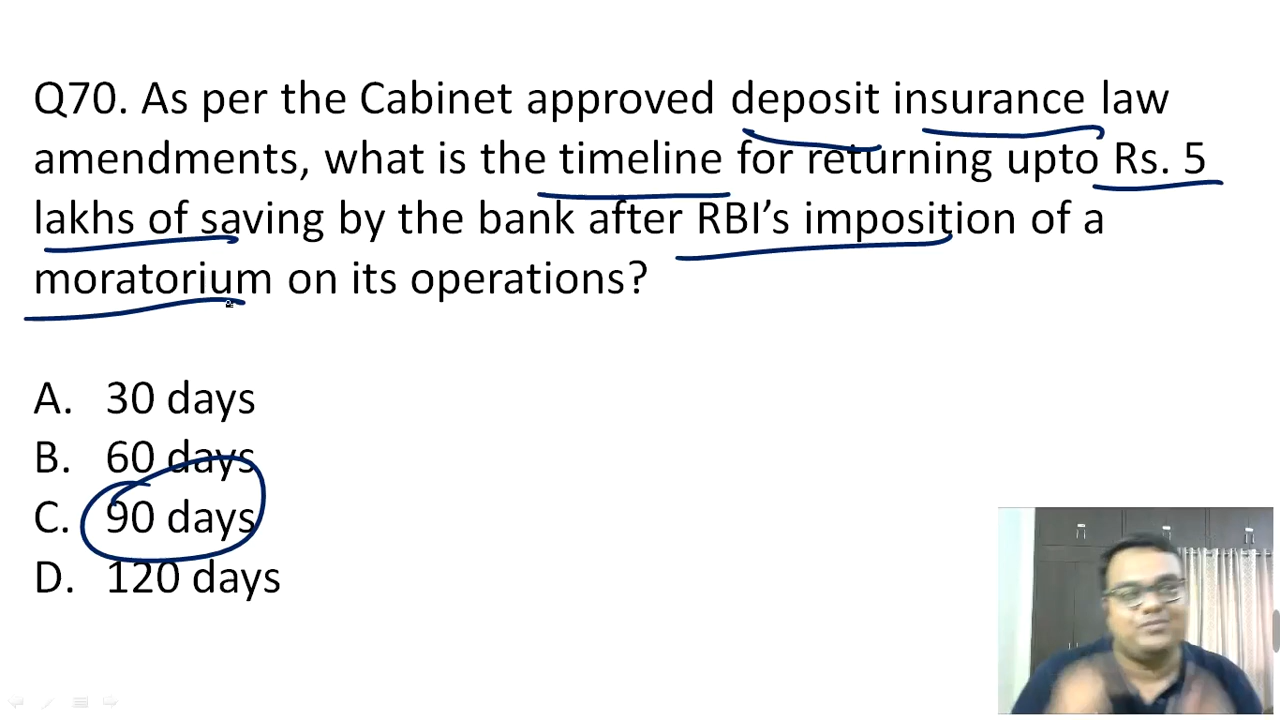 Q70. As per the Cabinet approved deposit insurance law
amendments, what is the timeline for returning upto Rs. 5
lakhs of saving by the bank after RBI’s imposition of a
moratorium on its operations?
A. 30 days
B. 60 days
C. 90 days
D. 120 days